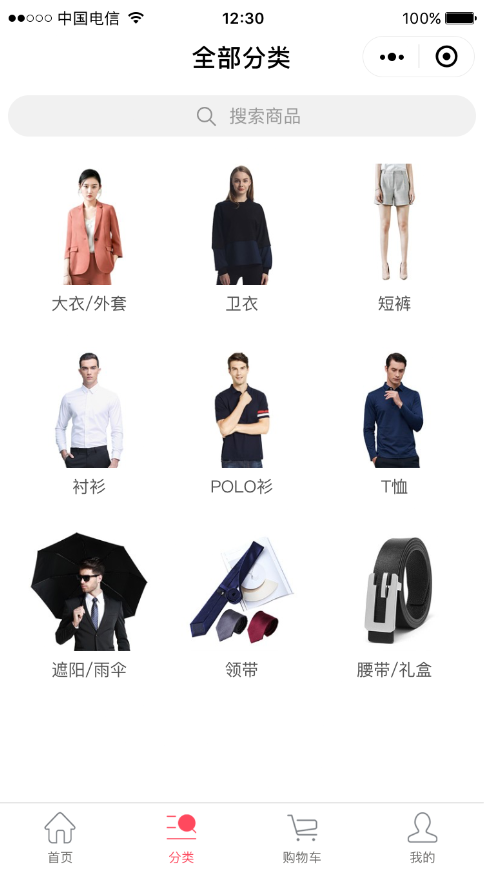 中国电信 12:30 100%
全部分类
搜索商品
大衣/外套 卫衣 短裤
衬衫 POLO衫 T恤
遮阳/雨伞 领带 腰带/礼盒
首页 分类 购物车 我的